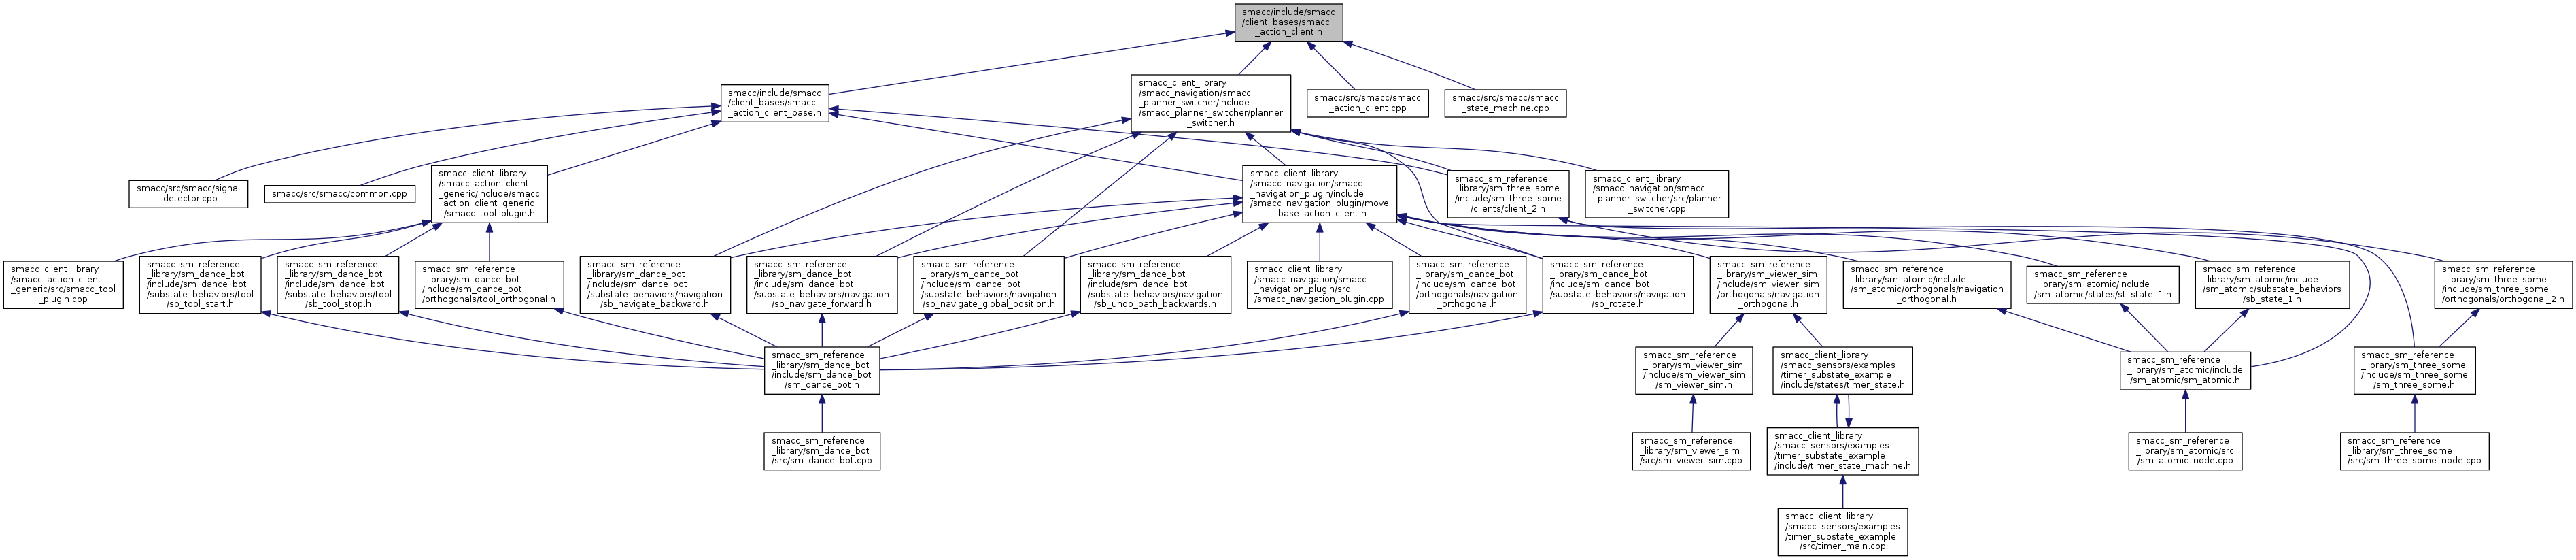 smacc/include/smacc
/client_bases/smacc
_action_client.h
smacc/include/smacc
/client_bases/smacc
_action_client_base.h
smacc_client_library
/smacc_navigation/smacc
_planner_switcher/include
/smacc_planner_switcher/planner
_switcher.h
smacc/src/smacc/smacc
_action_client.cpp
smacc/src/smacc/smacc
_state_machine.cpp
smacc/src/smacc/signal
_detector.cpp
smacc/src/smacc/common.cpp
smacc_client_library
/smacc_action_client
_generic/include/smacc
_action_client_generic
/smacc_tool_plugin.h
smacc_client_library
/smacc_navigation/smacc
_navigation_plugin/include
/smacc_navigation_plugin/move
_base_action_client.h
smacc_sm_reference
_library/sm_three_some
/include/sm_three_some
/clients/client_2.h
smacc_client_library
/smacc_navigation/smacc
_planner_switcher/src/planner
_switcher.cpp
smacc_client_library
/smacc_action_client
_generic/src/smacc_tool
_plugin.cpp
smacc_sm_reference
_library/sm_dance_bot
/include/sm_dance_bot
/substate_behaviors/tool
/sb_tool_start.h
smacc_sm_reference
_library/sm_dance_bot
/include/sm_dance_bot
/substate_behaviors/tool
/sb_tool_stop.h
smacc_sm_reference
_library/sm_dance_bot
/include/sm_dance_bot
/orthogonals/tool_orthogonal.h
smacc_sm_reference
_library/sm_dance_bot
/include/sm_dance_bot
/substate_behaviors/navigation
/sb_navigate_backward.h
smacc_sm_reference
_library/sm_dance_bot
/include/sm_dance_bot
/substate_behaviors/navigation
/sb_navigate_forward.h
smacc_sm_reference
_library/sm_dance_bot
/include/sm_dance_bot
/substate_behaviors/navigation
/sb_navigate_global_position.h
smacc_sm_reference
_library/sm_dance_bot
/include/sm_dance_bot
/substate_behaviors/navigation
/sb_undo_path_backwards.h
smacc_client_library
/smacc_navigation/smacc
_navigation_plugin/src
/smacc_navigation_plugin.cpp
smacc_sm_reference
_library/sm_dance_bot
/include/sm_dance_bot
/orthogonals/navigation
_orthogonal.h
smacc_sm_reference
_library/sm_dance_bot
/include/sm_dance_bot
/substate_behaviors/navigation
/sb_rotate.h
smacc_sm_reference
_library/sm_viewer_sim
/include/sm_viewer_sim
/orthogonals/navigation
_orthogonal.h
smacc_sm_reference
_library/sm_atomic/include
/sm_atomic/orthogonals/navigation
_orthogonal.h
smacc_sm_reference
_library/sm_atomic/include
/sm_atomic/states/st_state_1.h
smacc_sm_reference
_library/sm_atomic/include
/sm_atomic/substate_behaviors
/sb_state_1.h
smacc_sm_reference
_library/sm_three_some
/include/sm_three_some
/orthogonals/orthogonal_2.h
smacc_sm_reference
_library/sm_dance_bot
/include/sm_dance_bot
/sm_dance_bot.h
smacc_sm_reference
_library/sm_viewer_sim
/include/sm_viewer_sim
/sm_viewer_sim.h
smacc_client_library
/smacc_sensors/examples
/timer_substate_example
/include/states/timer_state.h
smacc_sm_reference
_library/sm_atomic/include
/sm_atomic/sm_atomic.h
smacc_sm_reference
_library/sm_three_some
/include/sm_three_some
/sm_three_some.h
smacc_sm_reference
_library/sm_dance_bot
/src/sm_dance_bot.cpp
smacc_sm_reference
_library/sm_viewer_sim
/src/sm_viewer_sim.cpp
smacc_client_library
/smacc_sensors/examples
/timer_substate_example
/include/timer_state_machine.h
smacc_sm_reference
_library/sm_atomic/src
/sm_atomic_node.cpp
smacc_sm_reference
_library/sm_three_some
/src/sm_three_some_node.cpp
smacc_client_library
/smacc_sensors/examples
/timer_substate_example
/src/timer_main.cpp